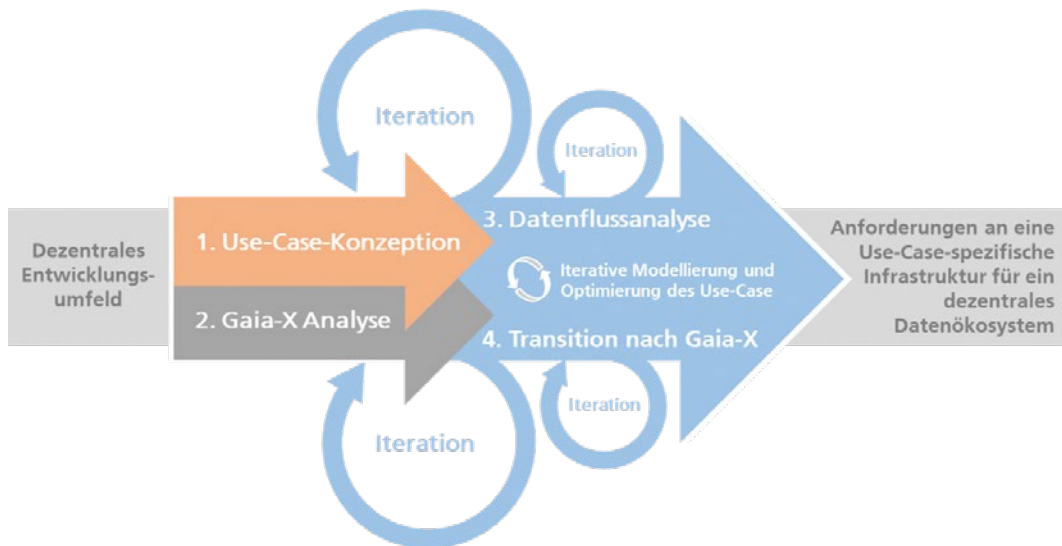 Iteration
Iteration
Dezentrales
Entwicklungs-
umfeld
1. Use-Case-Konzeption
2. Gaia-X Analyse
3. Datenflussanalyse
Iterative Modellierung und
Optimierung des Use-Case
4. Transition nach Gaia-X
Anforderungen an eine
Use-Case-spezifische
Infrastruktur für ein
dezentrales
Datenökosystem
Iteration
Iteration